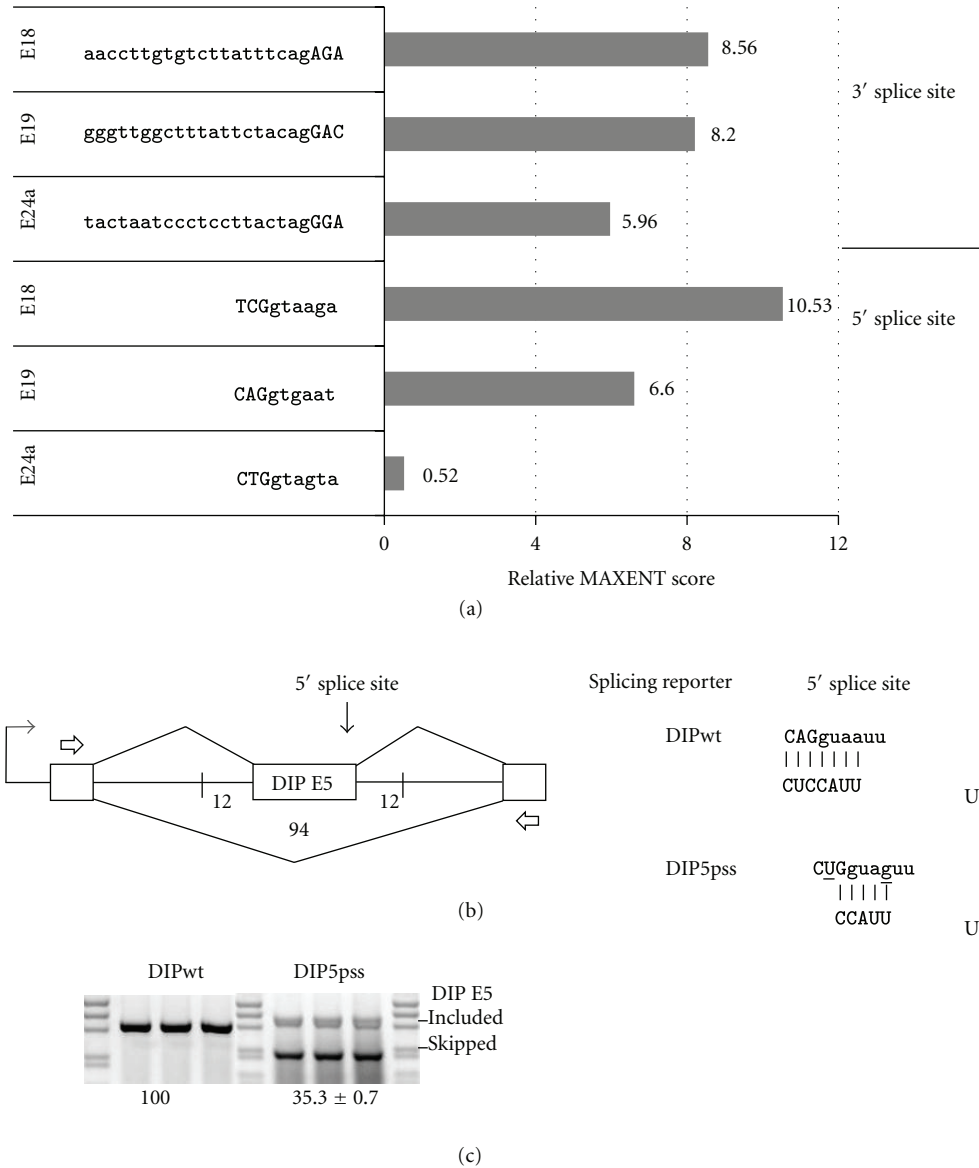 E18 aaccttgtgtcttatttcagAGA 8.56
3′ splice site
E19 gggttggctttattctacagGAC 8.2
E24a tactaatccctccttactagGGA 5.96
E18 TCGgtaaga 10.53
5′ splice site
E19 CAGgtgaat 6.6
E24a CTGgtagta 0.52
0 4 8 12
Relative MAXENT score
(a)
5′ splice site
DIP E5
12 12
94
(b)
Splicing reporter 5′ splice site
DIPwt CAGguaauu
CUCCAUU U
DIP5pss CUGguaguu
CCAUU U
DIPwt DIP5pss
DIP E5
Included
Skipped
100 35.3 ± 0.7
(c)